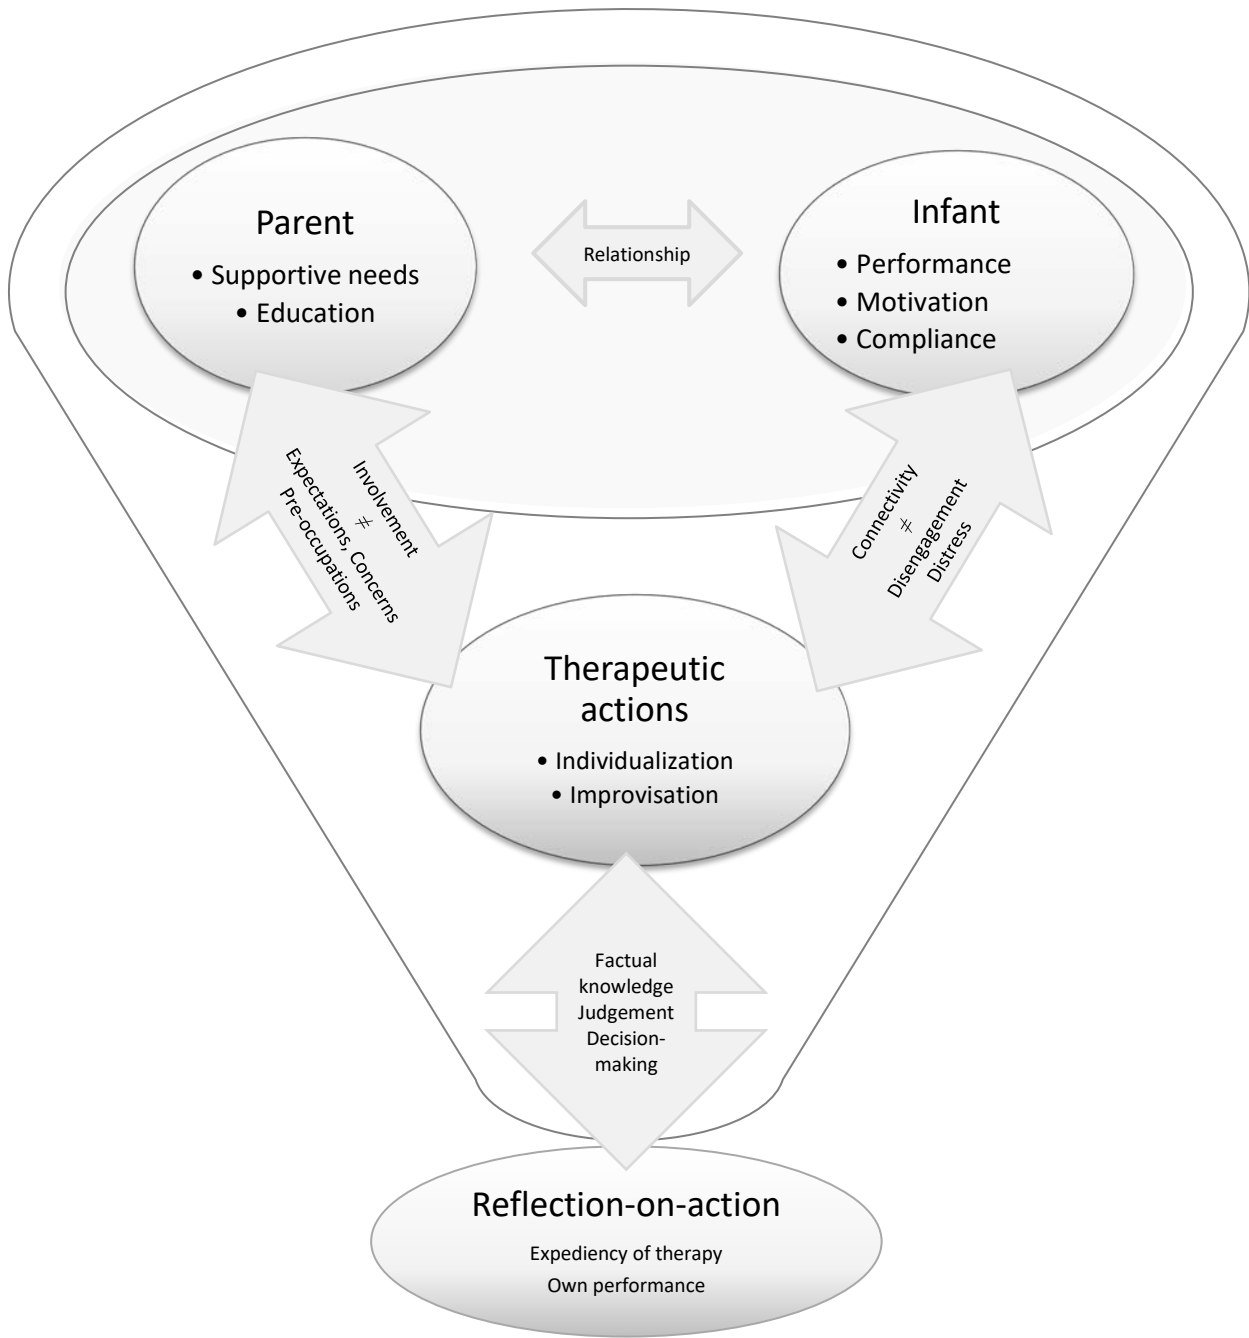 Parent
• Supportive needs
• Education
Relationship
Infant
• Performance
• Motivation
• Compliance
Involvement
≠
Expectations, Concerns
Pre-occupations
Connectivity
≠
Disengagement
Distress
Therapeutic
actions
• Individualization
• Improvisation
Factual
knowledge
Judgement
Decision-
making
Reflection-on-action
Expediency of therapy
Own performance